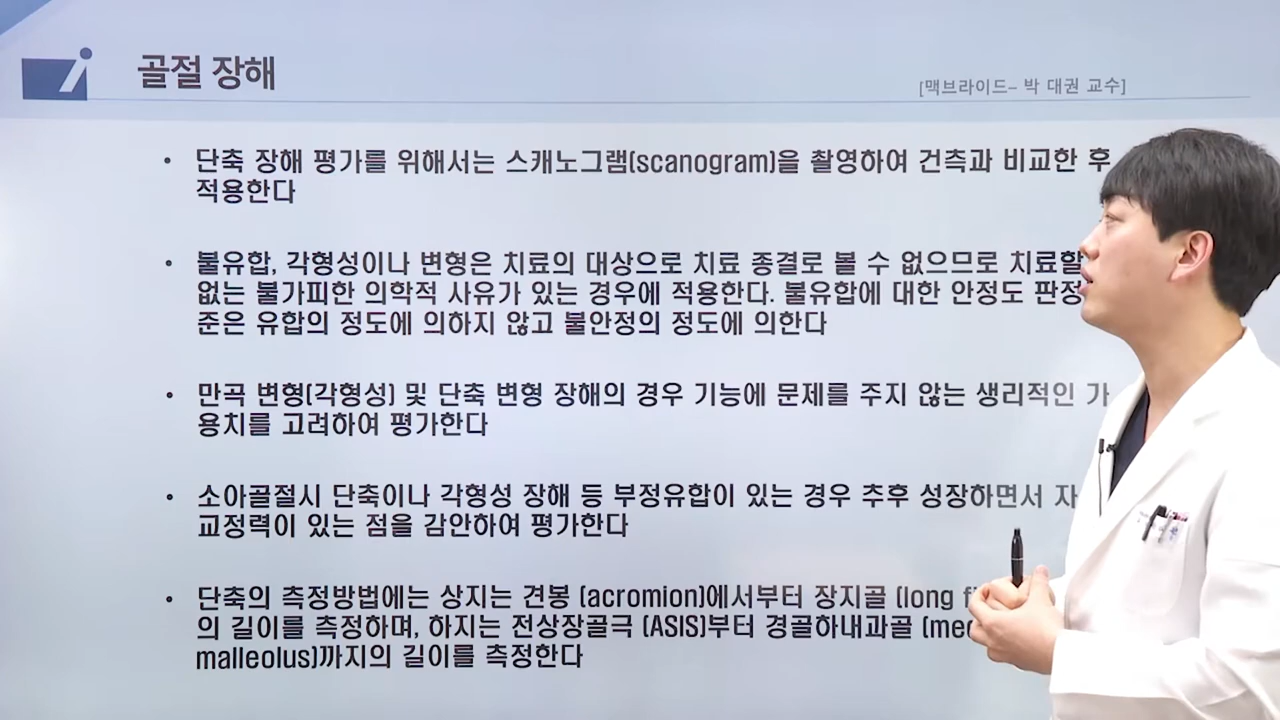 골절 장해
[맥브라이드– 박 대권 교수]
• 단축 장해 평가를 위해서는 스캐노그램(scanogram)을 촬영하여 건측과 비교한 후
적용한다
• 불유합, 각형성이나 변형은 치료의 대상으로 치료 종결로 볼 수 없으므로 치료할
없는 불가피한 의학적 사유가 있는 경우에 적용한다. 불유합에 대한 안정도 판정
준은 유합의 정도에 의하지 않고 불안정의 정도에 의한다
• 만곡 변형(각형성) 및 단축 변형 장해의 경우 기능에 문제를 주지 않는 생리적인 가
용치를 고려하여 평가한다
• 소아골절시 단축이나 각형성 장해 등 부정유합이 있는 경우 추후 성장하면서 자
교정력이 있는 점을 감안하여 평가한다
• 단축의 측정방법에는 상지는 견봉 (acromion)에서부터 장지골 (long
의 길이를 측정하며, 하지는 전상장골극 (ASIS)부터 경골하내과골
malleolus)까지의 길이를 측정한다